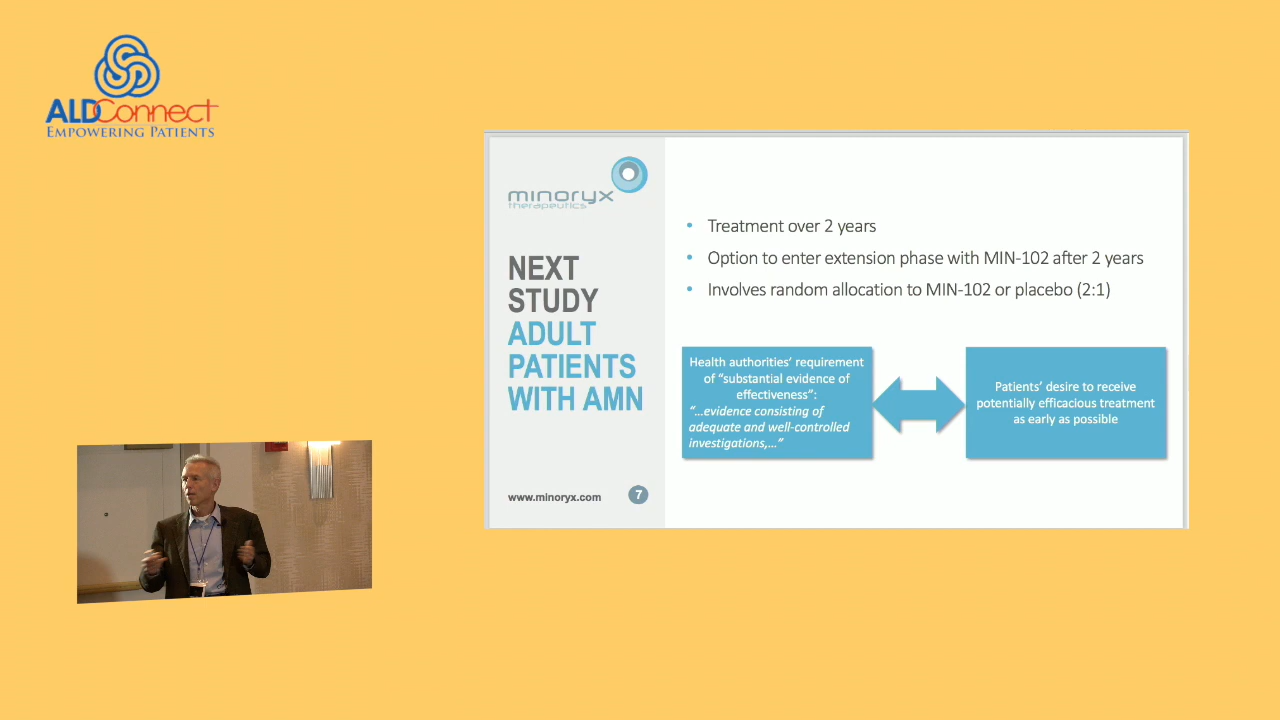 ALDConnect
EMPOWERING PATIENTS
minoryx
therapeutics
NEXT
STUDY
ADULT
PATIENTS
WITH AMN
www.minoryx.com
7
• Treatment over 2 years
• Option to enter extension phase with MIN-102 after 2 years
• Involves random allocation to MIN-102 or placebo (2:1)
Health authorities’ requirement
of “substantial evidence of
effectiveness”:
“…evidence consisting of
adequate and well-controlled
investigations,…”
Patients’ desire to receive
potentially efficacious treatment
as early as possible